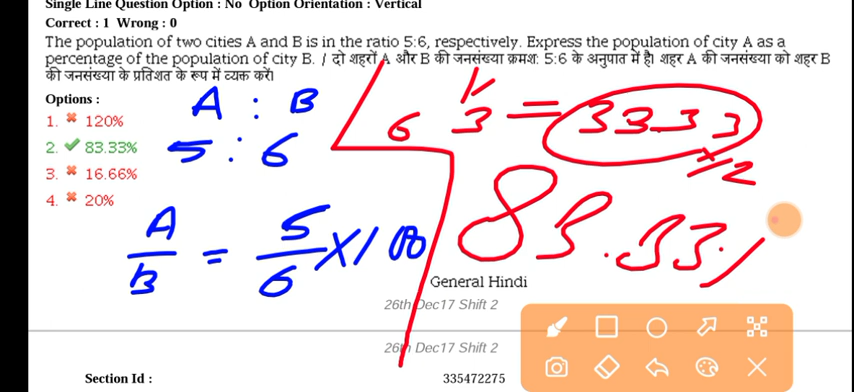 Single Line Question Option : No Option Orientation : Vertical
Correct : 1 Wrong : 0
The population of two cities A and B is in the ratio 5:6, respectively. Express the population of city A as a
percentage of the population of city B. / दो शहरों A और B की जनसंख्या क्रमशः 5:6 के अनुपात में है। शहर A की जनसंख्या को शहर B
की जनसंख्या के प्रतिशत के रूप में व्यक्त करें।
Options :
1. 120%
2. 83.33%
3. 16.66%
4. 20%
A : B
5 : 6
A/B = 5/6 X100
6
1/3 = 33.33
×2
83.33%
General Hindi
26th Dec17 Shift 2
26th Dec17 Shift 2
Section Id : 335472275